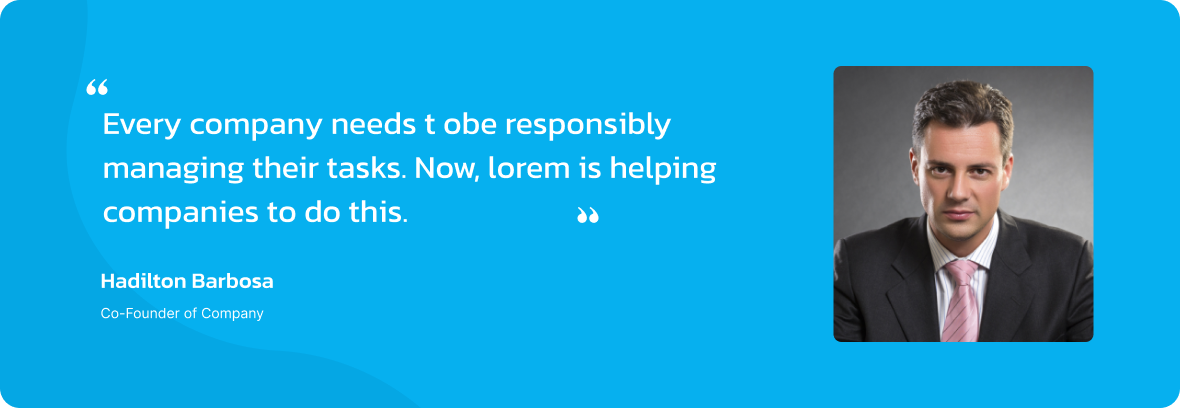 “
Every company needs t obe responsibly
managing their tasks. Now, lorem is helping
companies to do this. ”
Hadilton Barbosa
Co-Founder of Company